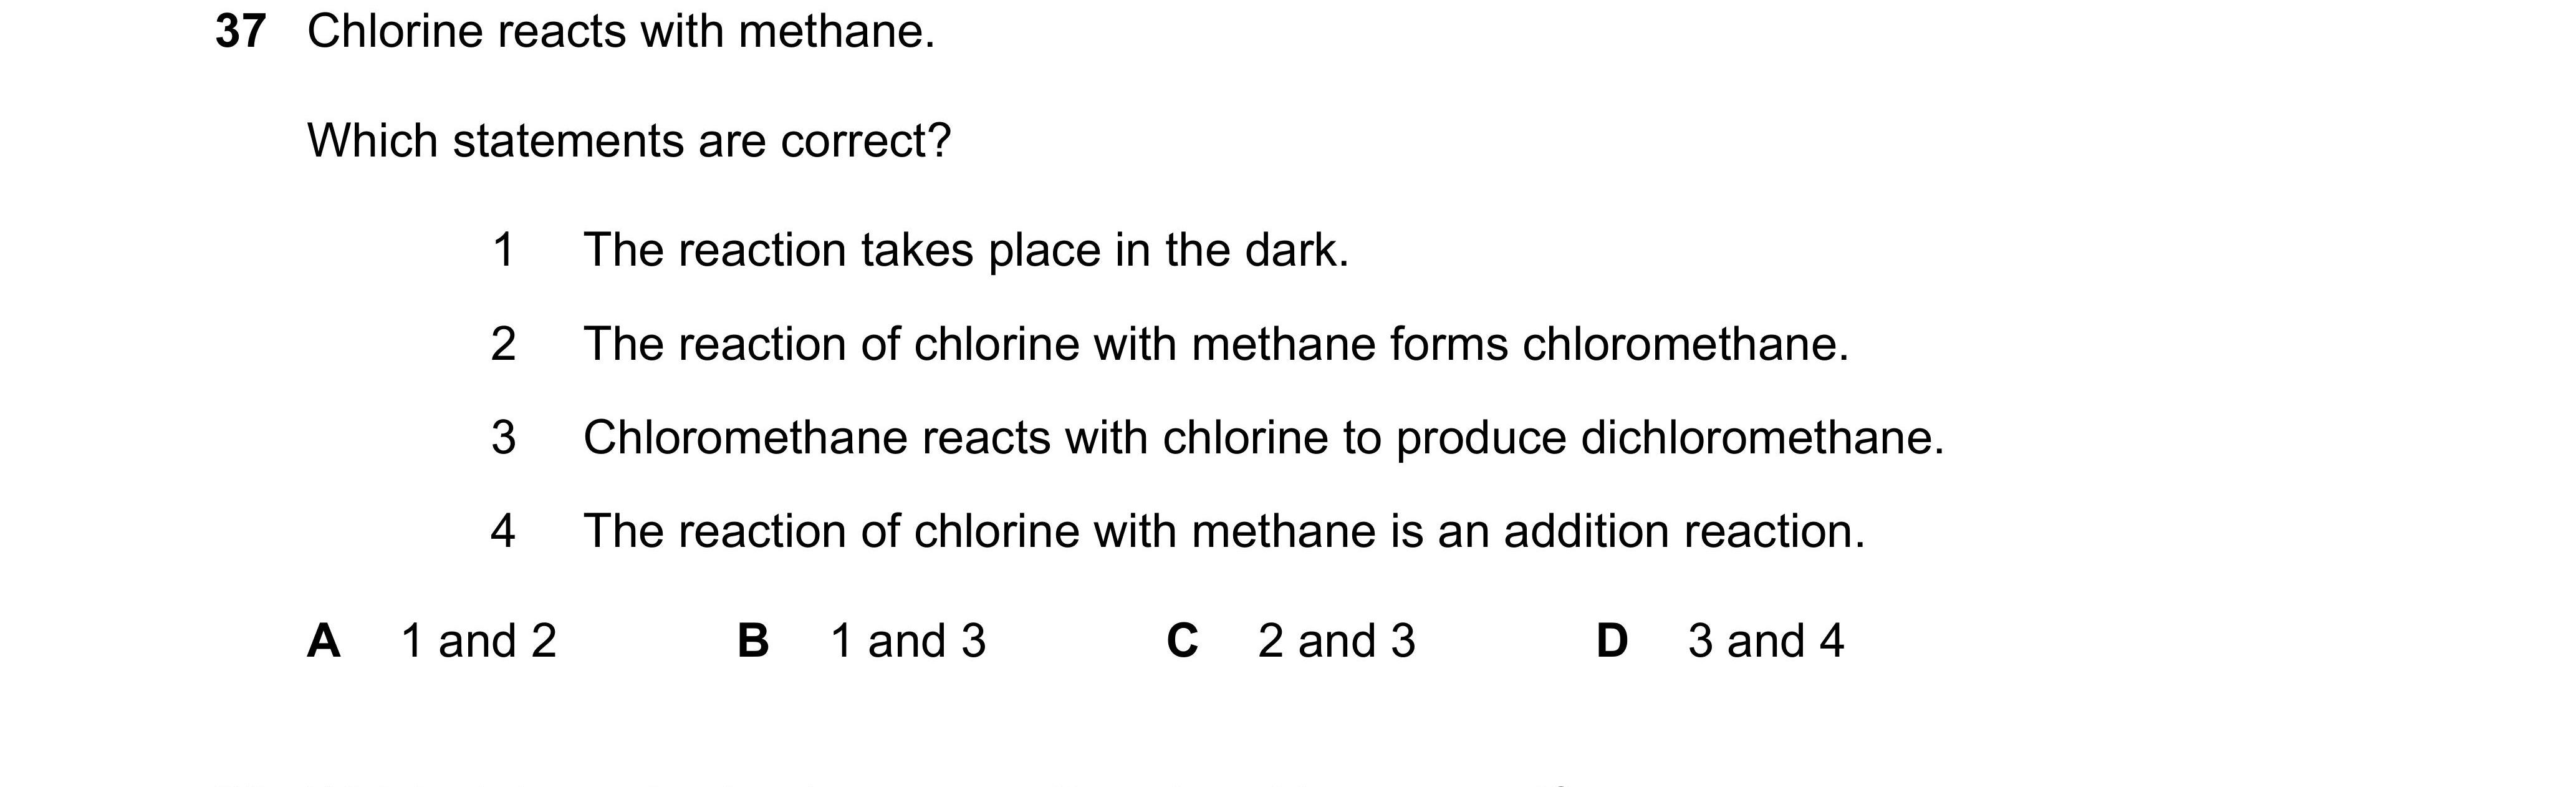 37 Chlorine reacts with methane.
Which statements are correct?
1 The reaction takes place in the dark.
2 The reaction of chlorine with methane forms chloromethane.
3 Chloromethane reacts with chlorine to produce dichloromethane.
4 The reaction of chlorine with methane is an addition reaction.
A 1 and 2 B 1 and 3 C 2 and 3 D 3 and 4